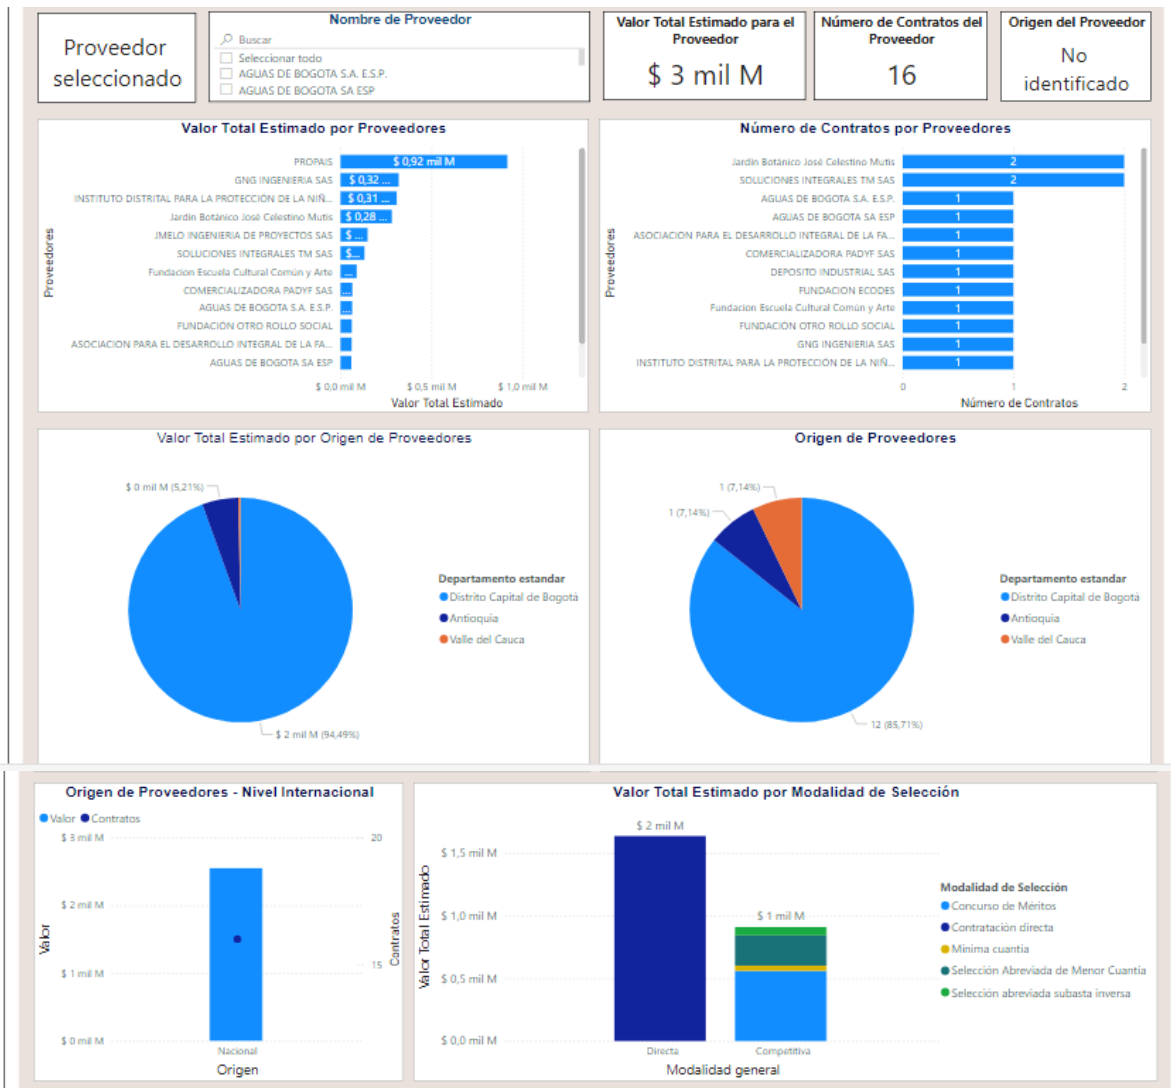 Proveedor
seleccionado
Nombre de Proveedor
Buscar
Seleccionar todo
AGUAS DE BOGOTA S.A. E.S.P.
AGUAS DE BOGOTA SA ESP
Valor Total Estimado para el
Proveedor
$ 3 mil M
Número de Contratos del
Proveedor
16
Origen del Proveedor
No
identificado
Valor Total Estimado por Proveedores
Proveedores
PROPAIS $ 0,92 mil M
GNG INGENIERIA SAS $ 0,32 ...
INSTITUTO DISTRITAL PARA LA PROTECCIÓN DE LA NIÑ... $ 0,31 ...
Jardín Botánico José Celestino Mutis $ 0,28 ...
JMELO INGENIERIA DE PROYECTOS SAS $ ...
SOLUCIONES INTEGRALES TM SAS $...
Fundacion Escuela Cultural Común y Arte ...
COMERCIALIZADORA PADYF SAS ...
AGUAS DE BOGOTA S.A. E.S.P. ...
FUNDACIÓN OTRO ROLLO SOCIAL
ASOCIACION PARA EL DESARROLLO INTEGRAL DE LA FA...
AGUAS DE BOGOTA SA ESP
$ 0,0 mil M $ 0,5 mil M $ 1,0 mil M
Valor Total Estimado
Número de Contratos por Proveedores
Proveedores
Jardín Botánico José Celestino Mutis 2
SOLUCIONES INTEGRALES TM SAS 2
AGUAS DE BOGOTA S.A. E.S.P. 1
AGUAS DE BOGOTA SA ESP 1
ASOCIACION PARA EL DESARROLLO INTEGRAL DE LA FA... 1
COMERCIALIZADORA PADYF SAS 1
DEPOSITO INDUSTRIAL SAS 1
FUNDACION ECODES 1
Fundacion Escuela Cultural Común y Arte 1
FUNDACIÓN OTRO ROLLO SOCIAL 1
GNG INGENIERIA SAS 1
INSTITUTO DISTRITAL PARA LA PROTECCIÓN DE LA NIÑ... 1
0 1 2
Número de Contratos
Valor Total Estimado por Origen de Proveedores
$ 0 mil M (5,21%)
$ 2 mil M (94,49%)
Departamento estandar
Distrito Capital de Bogotá
Antioquia
Valle del Cauca
Origen de Proveedores
1 (7,14%)
1 (7,14%)
12 (85,71%)
Departamento estandar
Distrito Capital de Bogotá
Antioquia
Valle del Cauca
Origen de Proveedores - Nivel Internacional
Valor Contratos
$ 3 mil M 20
$ 2 mil M
$ 1 mil M 15
$ 0 mil M
Valor
Contratos
Nacional
Origen
Valor Total Estimado por Modalidad de Selección
Valor Total Estimado
$ 2 mil M
$ 1,5 mil M
$ 1,0 mil M
$ 1 mil M
$ 0,5 mil M
$ 0,0 mil M
Directa Competitiva
Modalidad general
Modalidad de Selección
Concurso de Méritos
Contratación directa
Mínima cuantía
Selección Abreviada de Menor Cuantía
Selección abreviada subasta inversa